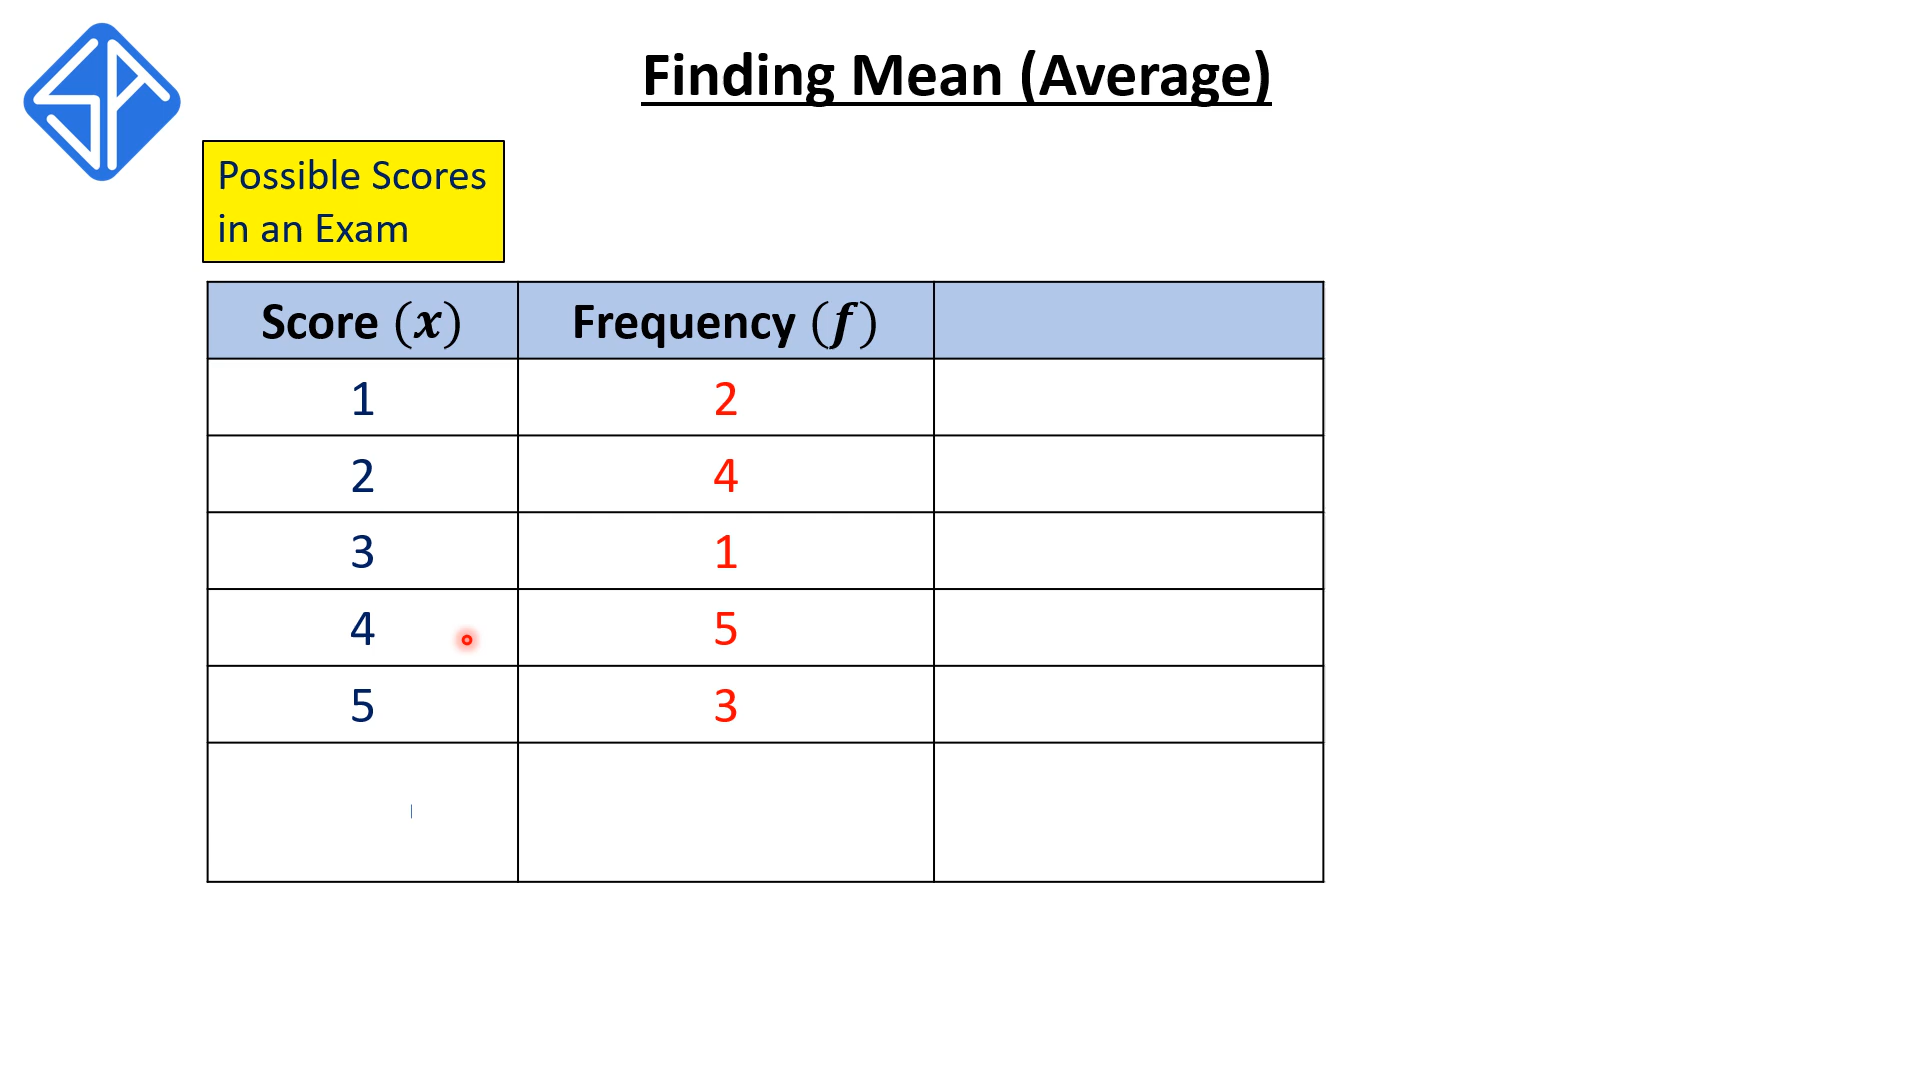 Finding Mean (Average)
Possible Scores
in an Exam
Score (x) Frequency (f)
1 2
2 4
3 1
4 5
5 3